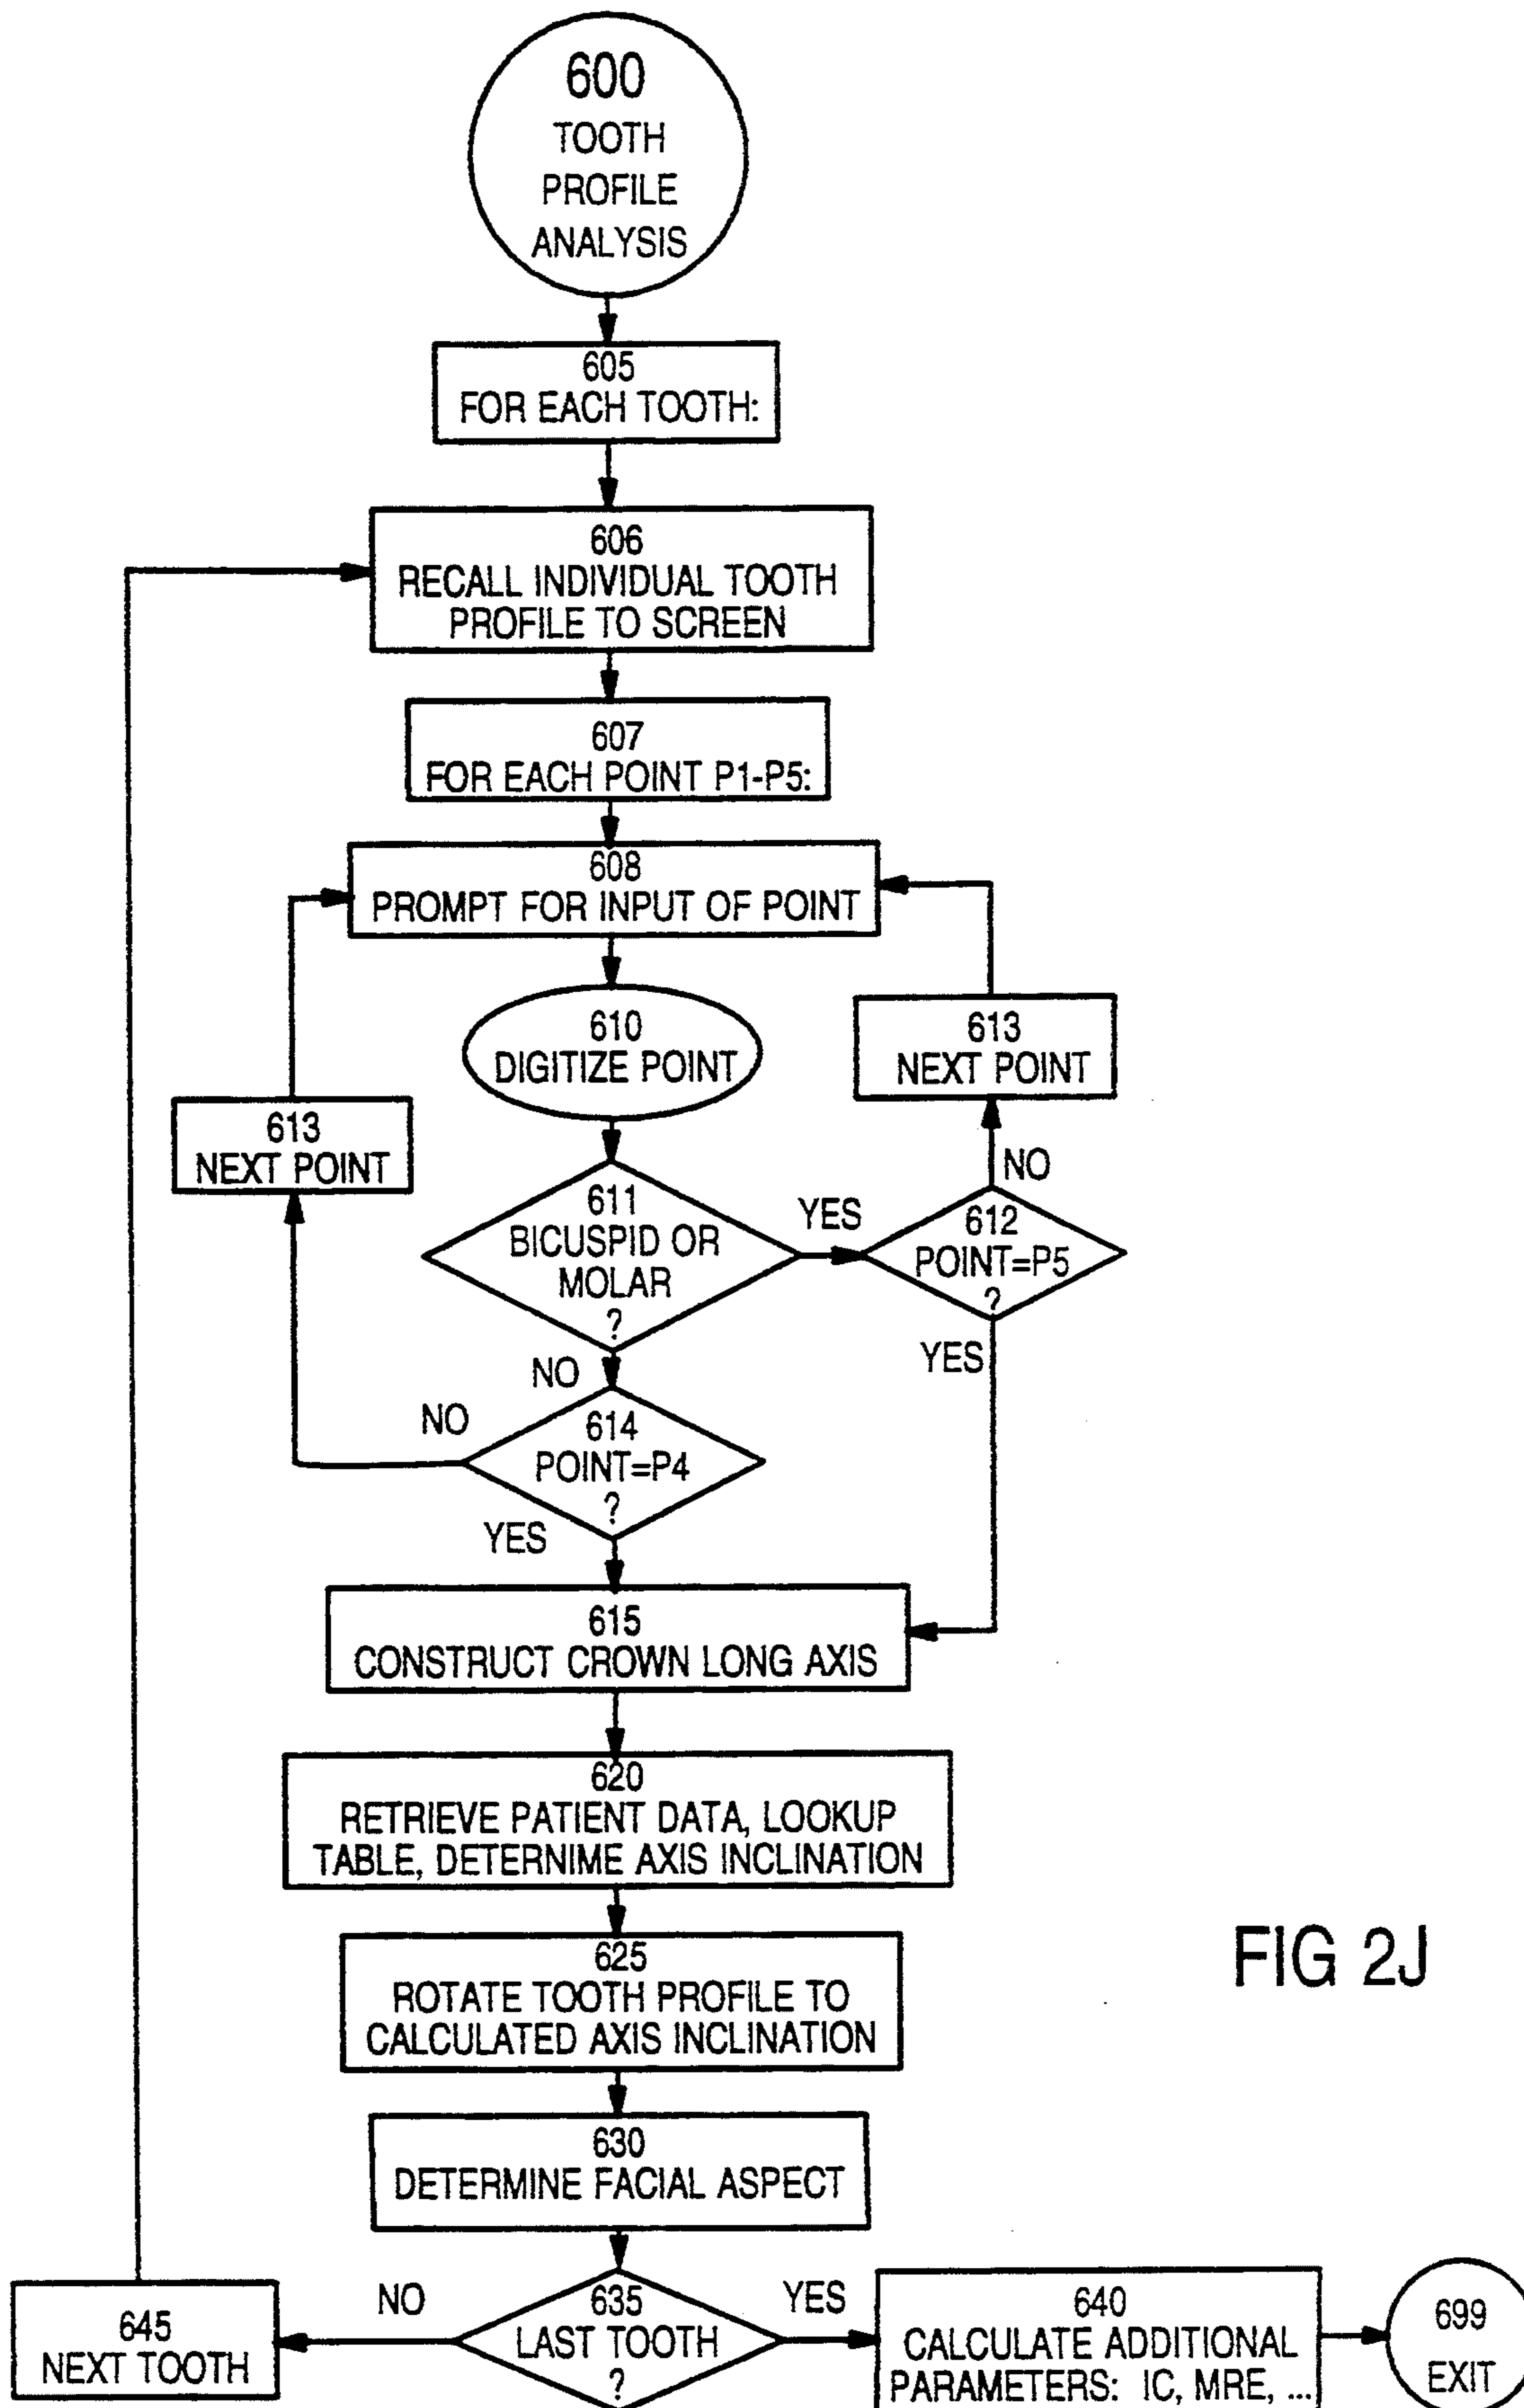 600
TOOTH
PROFILE
ANALYSIS
605
FOR EACH TOOTH:
606
RECALL INDIVIDUAL TOOTH
PROFILE TO SCREEN
607
FOR EACH POINT P1-P5:
608
PROMPT FOR INPUT OF POINT
610
DIGITIZE POINT
613
NEXT POINT
613
NEXT POINT
NO
611
BICUSPID OR
MOLAR
?
YES
612
POINT=P5
?
YES
NO
NO
614
POINT=P4
?
YES
615
CONSTRUCT CROWN LONG AXIS
620
RETRIEVE PATIENT DATA, LOOKUP
TABLE, DETERNIME AXIS INCLINATION
625
ROTATE TOOTH PROFILE TO
CALCULATED AXIS INCLINATION
FIG 2J
630
DETERMINE FACIAL ASPECT
645
NEXT TOOTH
NO
635
LAST TOOTH
?
YES
640
CALCULATE ADDITIONAL
PARAMETERS: IC, MRE, ...
699
EXIT